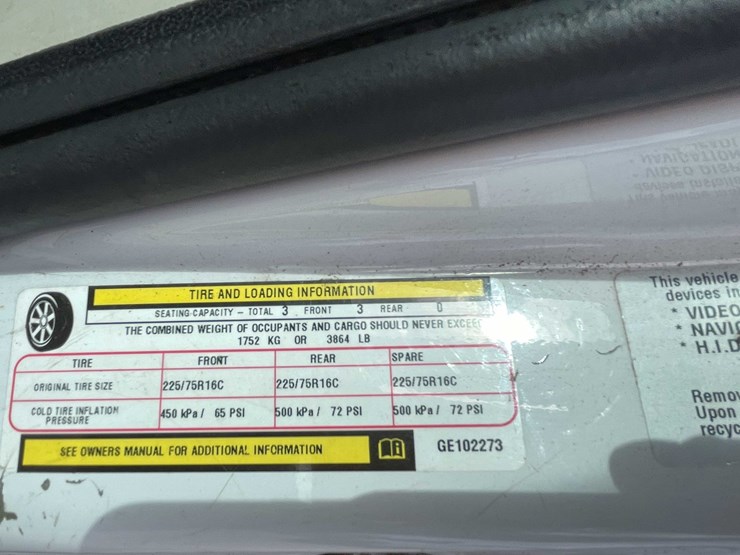 TIRE AND LOADING INFORMATION
SEATING CAPACITY - TOTAL 3 FRONT 3 REAR 0
THE COMBINED WEIGHT OF OCCUPANTS AND CARGO SHOULD NEVER EXCEE
1752 KG OR 3864 LB
TIRE FRONT REAR SPARE
ORIGINAL TIRE SIZE 225/75R16C 225/75R16C 225/75R16C
COLD TIRE INFLATION PRESSURE 450 kPa / 65 PSI 500 kPa / 72 PSI 500 kPa / 72 PSI
SEE OWNERS MANUAL FOR ADDITIONAL INFORMATION
GE102273
This vehicle
devices in
* VIDEO
* NAVIG
* H.I.D
Remov
Upon
recyc